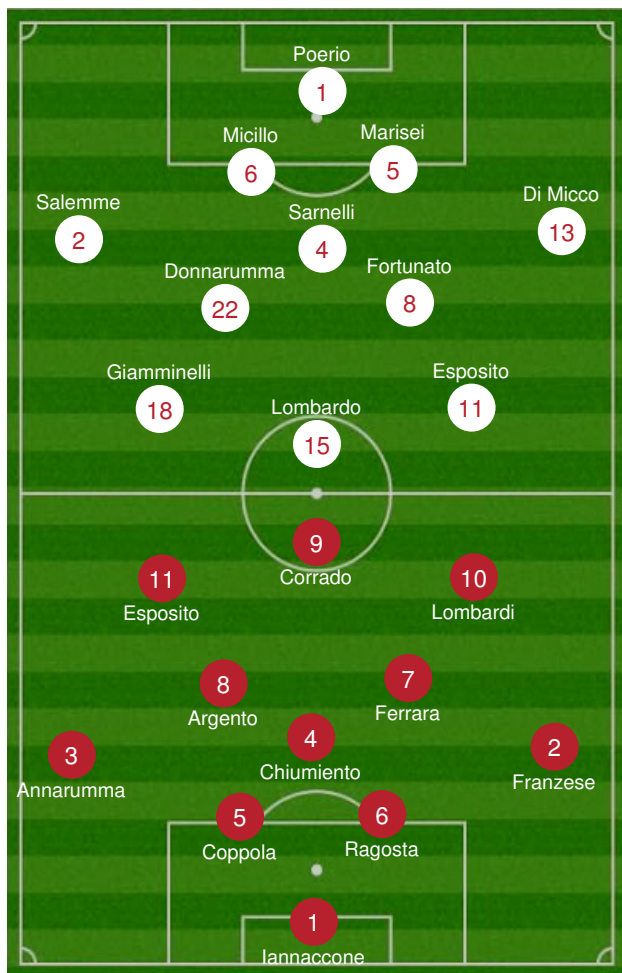 Poerio
1
Micillo
6
Marisei
5
Salemme
2
Sarnelli
4
Di Micco
13
Donnarumma
22
Fortunato
8
Giamminelli
18
Lombardo
15
Esposito
11
9
Corrado
11
Esposito
10
Lombardi
8
Argento
7
Ferrara
3
Annarumma
4
Chiumiento
2
Franzese
5
Coppola
6
Ragosta
1
Iannaccone